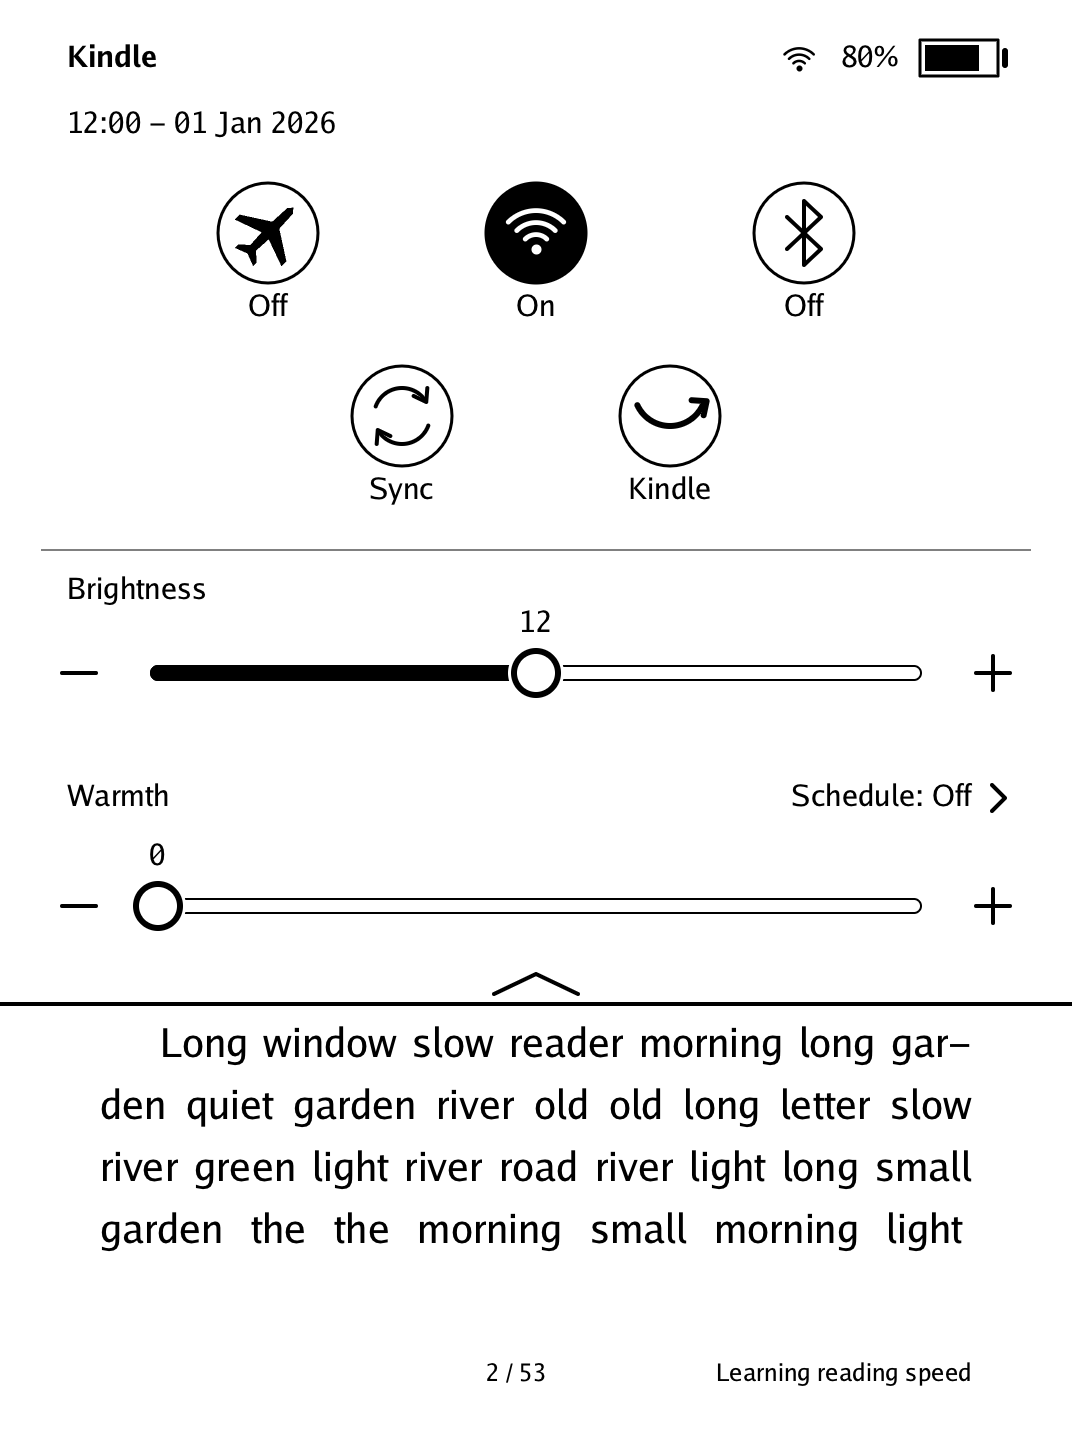 Kindle
80%
12:00 – 01 Jan 2026
Off
On
Off
Sync
Kindle
Brightness
12
Warmth
Schedule: Off
0
Long window slow reader morning long gar–
den quiet garden river old old long letter slow
river green light river road river light long small
garden the the morning small morning light
2 / 53
Learning reading speed